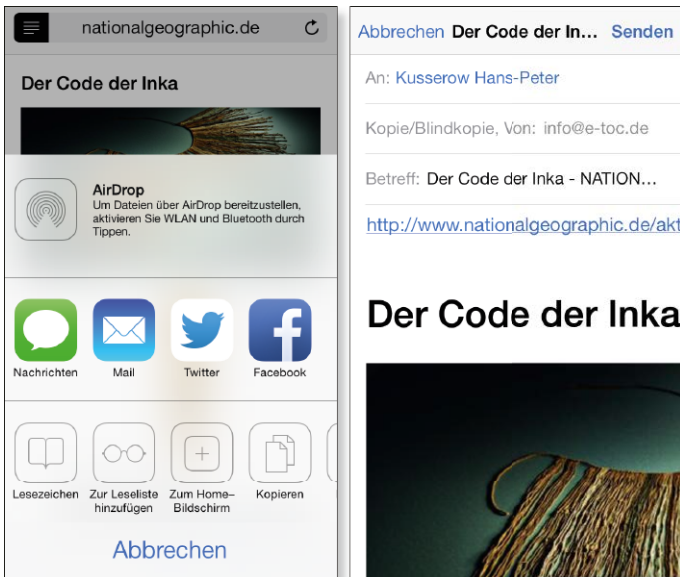 nationalgeographic.de
Der Code der Inka
AirDrop
Um Dateien über AirDrop bereitzustellen,
aktivieren Sie WLAN und Bluetooth durch
Tippen.
Nachrichten
Mail
Twitter
Facebook
Lesezeichen
Zur Leseliste
hinzufügen
Zum Home–
Bildschirm
Kopieren
Abbrechen
Abbrechen Der Code der In... Senden
An: Kusserow Hans-Peter
Kopie/Blindkopie, Von: info@e-toc.de
Betreff: Der Code der Inka - NATION...
http://www.nationalgeographic.de/akt
Der Code der Inka